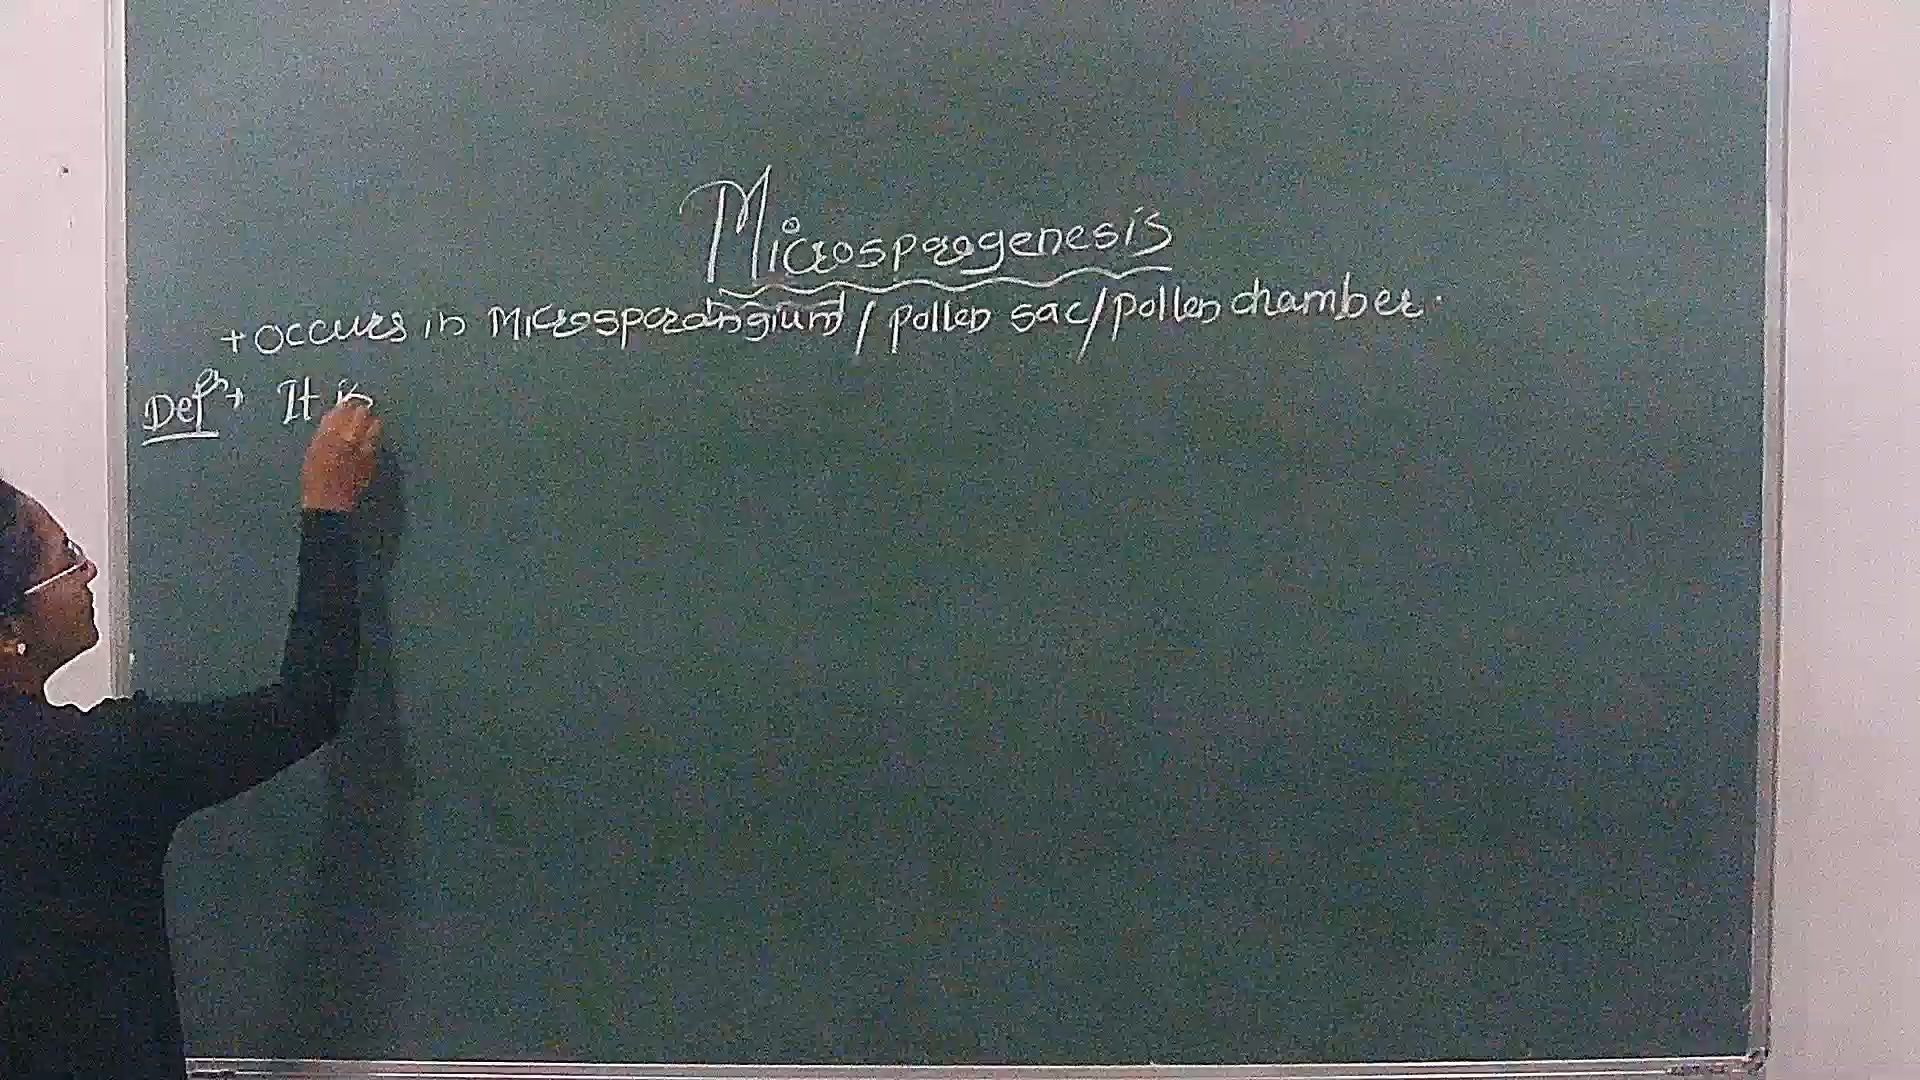 Microsporogenesis
→ occurs in Microsporangium / pollen sac / pollen chamber.
Defn → It is